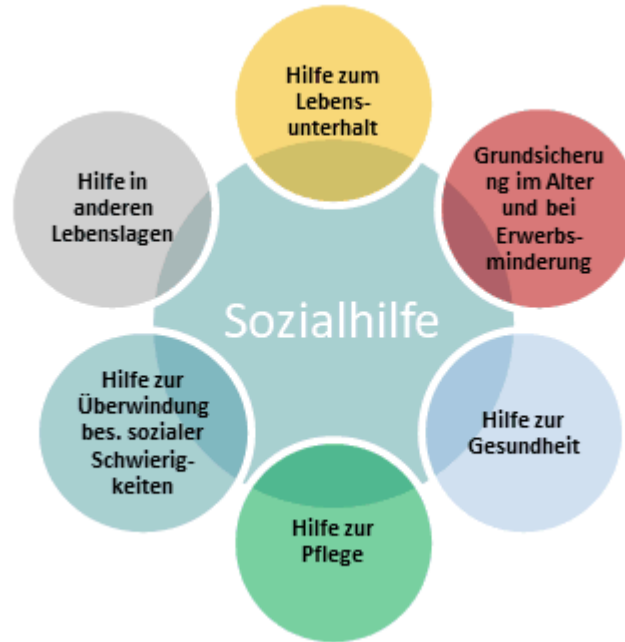 Hilfe zum
Lebens-
unterhalt
Grundsicheru
ng im Alter
und bei
Erwerbs-
minderung
Hilfe zur
Gesundheit
Hilfe zur
Pflege
Hilfe zur
Überwindung
bes. sozialer
Schwierig-
keiten
Hilfe in
anderen
Lebenslagen
Sozialhilfe